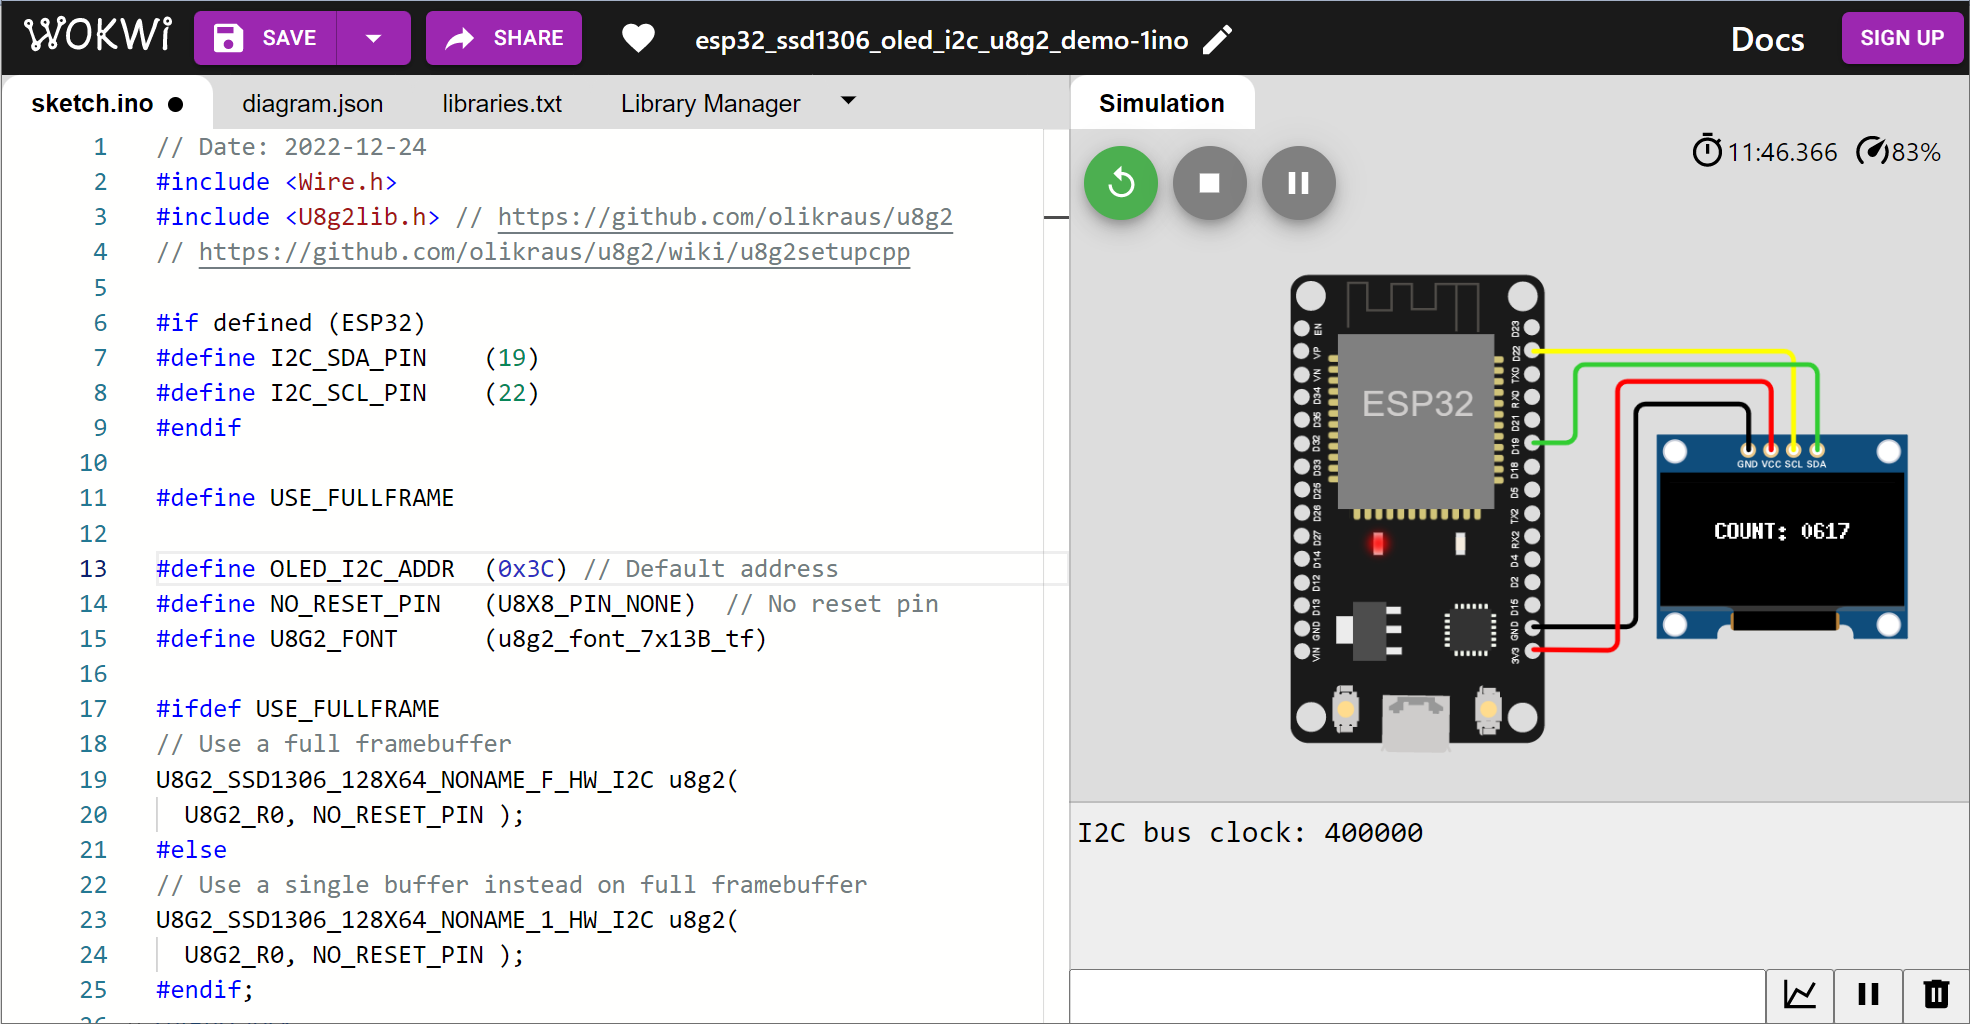 WOKWi SAVE SHARE esp32_ssd1306_oled_i2c_u8g2_demo-1ino Docs SIGN UP
sketch.ino diagram.json libraries.txt Library Manager
1 // Date: 2022-12-24
2 #include <Wire.h>
3 #include <U8g2lib.h> // https://github.com/olikraus/u8g2
4 // https://github.com/olikraus/u8g2/wiki/u8g2setupcpp
5
6 #if defined (ESP32)
7 #define I2C_SDA_PIN (19)
8 #define I2C_SCL_PIN (22)
9 #endif
10
11 #define USE_FULLFRAME
12
13 #define OLED_I2C_ADDR (0x3C) // Default address
14 #define NO_RESET_PIN (U8X8_PIN_NONE) // No reset pin
15 #define U8G2_FONT (u8g2_font_7x13B_tf)
16
17 #ifdef USE_FULLFRAME
18 // Use a full framebuffer
19 U8G2_SSD1306_128X64_NONAME_F_HW_I2C u8g2(
20 U8G2_R0, NO_RESET_PIN );
21 #else
22 // Use a single buffer instead on full framebuffer
23 U8G2_SSD1306_128X64_NONAME_1_HW_I2C u8g2(
24 U8G2_R0, NO_RESET_PIN );
25 #endif;
Simulation
11:46.366 83%
EN
VP
VN
D34
D35
D32
D33
D25
D26
D27
D14
D12
D13
GND
VIN
ESP32
D23
D22
TX0
RX0
D21
D19
D18
D5
TX2
RX2
D4
D2
D15
GND
3V3
GND VCC SCL SDA
COUNT: 0617
I2C bus clock: 400000